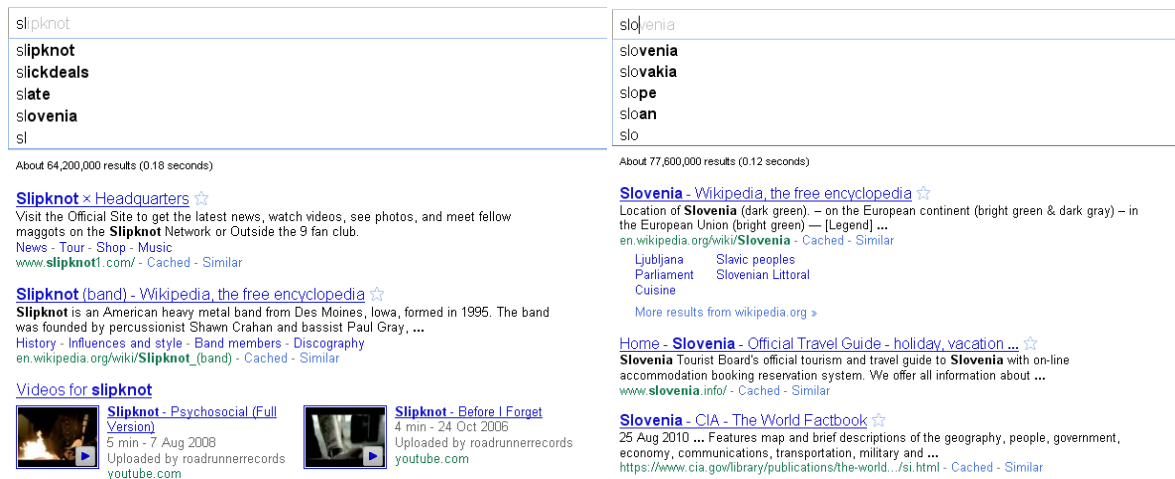 slipknot
slipknot
slickdeals
slate
slovenia
sl
About 64,200,000 results (0.18 seconds)
Slipknot × Headquarters
Visit the Official Site to get the latest news, watch videos, see photos, and meet fellow
maggots on the Slipknot Network or Outside the 9 fan club.
News - Tour - Shop - Music
www.slipknot1.com/ - Cached - Similar
Slipknot (band) - Wikipedia, the free encyclopedia
Slipknot is an American heavy metal band from Des Moines, Iowa, formed in 1995. The band
was founded by percussionist Shawn Crahan and bassist Paul Gray, ...
History - Influences and style - Band members - Discography
en.wikipedia.org/wiki/Slipknot_(band) - Cached - Similar
Videos for slipknot
Slipknot - Psychosocial (Full
Version)
5 min - 7 Aug 2008
Uploaded by roadrunnerrecords
youtube.com
Slipknot - Before I Forget
4 min - 24 Oct 2006
Uploaded by roadrunnerrecords
youtube.com
slovenia
slovenia
slovakia
slope
sloan
slo
About 77,600,000 results (0.12 seconds)
Slovenia - Wikipedia, the free encyclopedia
Location of Slovenia (dark green). – on the European continent (bright green & dark gray) – in
the European Union (bright green) — [Legend] ...
en.wikipedia.org/wiki/Slovenia - Cached - Similar
Ljubljana Slavic peoples
Parliament Slovenian Littoral
Cuisine
More results from wikipedia.org »
Home - Slovenia - Official Travel Guide - holiday, vacation ...
Slovenia Tourist Board's official tourism and travel guide to Slovenia with on-line
accommodation booking reservation system. We offer all information about ...
www.slovenia.info/ - Cached - Similar
Slovenia - CIA - The World Factbook
25 Aug 2010 ... Features map and brief descriptions of the geography, people, government,
economy, communications, transportation, military and ...
https://www.cia.gov/library/publications/the-world.../si.html - Cached - Similar